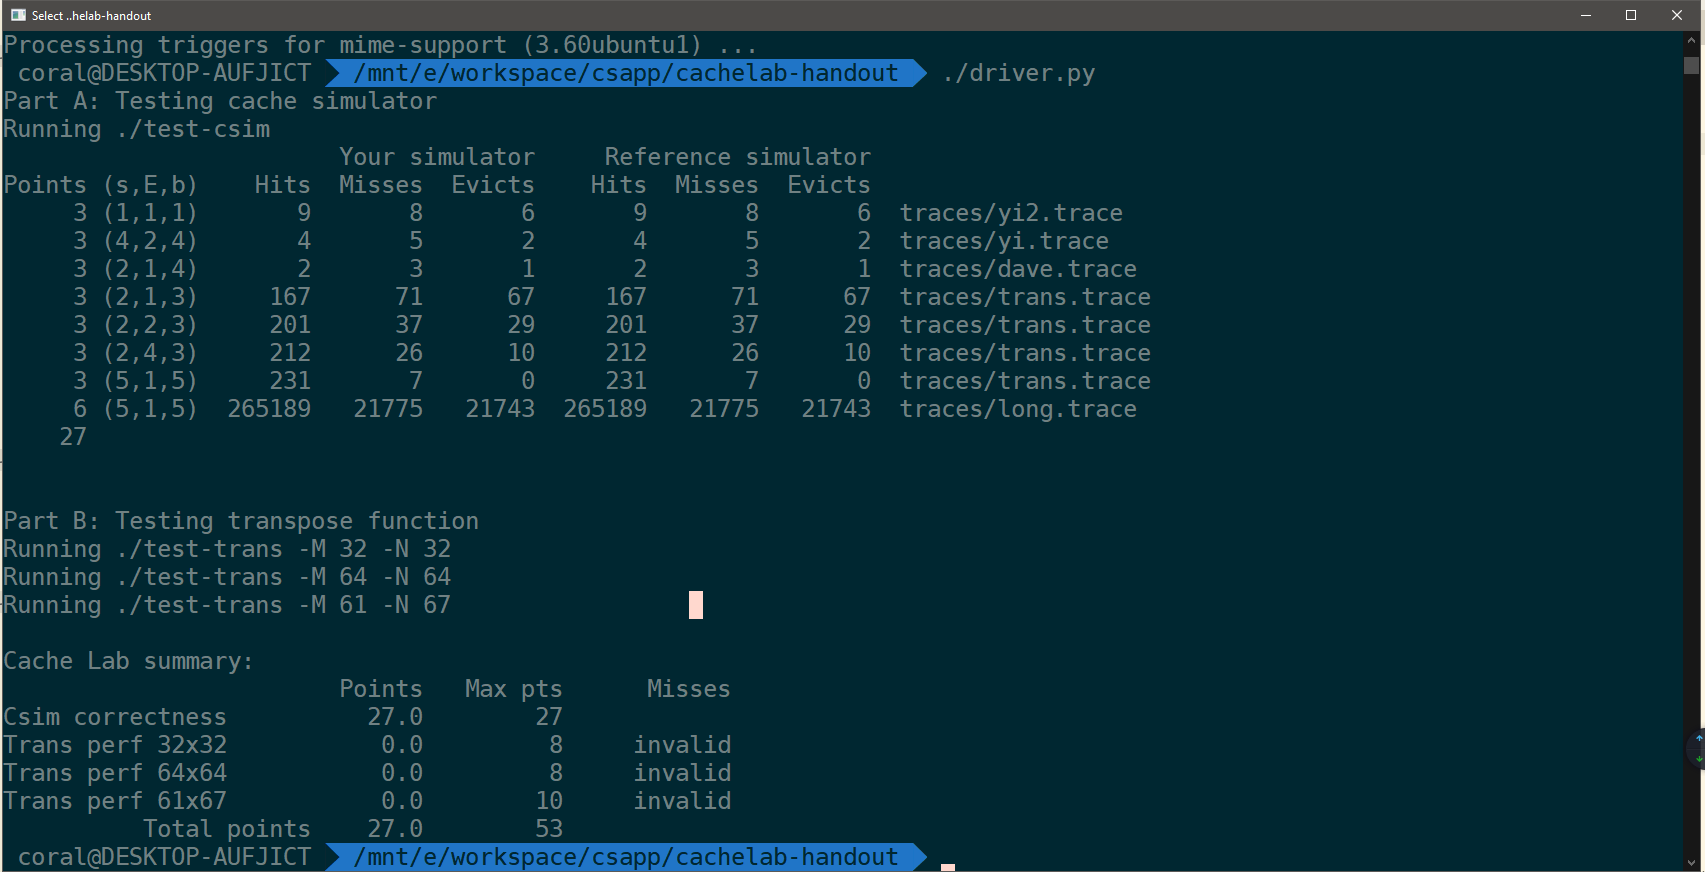 Select ..helab-handout
Processing triggers for mime-support (3.60ubuntu1) ...
coral@DESKTOP-AUFJICT /mnt/e/workspace/csapp/cachelab-handout ./driver.py
Part A: Testing cache simulator
Running ./test-csim
Your simulator Reference simulator
Points (s,E,b) Hits Misses Evicts Hits Misses Evicts
3 (1,1,1) 9 8 6 9 8 6 traces/yi2.trace
3 (4,2,4) 4 5 2 4 5 2 traces/yi.trace
3 (2,1,4) 2 3 1 2 3 1 traces/dave.trace
3 (2,1,3) 167 71 67 167 71 67 traces/trans.trace
3 (2,2,3) 201 37 29 201 37 29 traces/trans.trace
3 (2,4,3) 212 26 10 212 26 10 traces/trans.trace
3 (5,1,5) 231 7 0 231 7 0 traces/trans.trace
6 (5,1,5) 265189 21775 21743 265189 21775 21743 traces/long.trace
27
Part B: Testing transpose function
Running ./test-trans -M 32 -N 32
Running ./test-trans -M 64 -N 64
Running ./test-trans -M 61 -N 67
Cache Lab summary:
Points Max pts Misses
Csim correctness 27.0 27
Trans perf 32x32 0.0 8 invalid
Trans perf 64x64 0.0 8 invalid
Trans perf 61x67 0.0 10 invalid
Total points 27.0 53
coral@DESKTOP-AUFJICT /mnt/e/workspace/csapp/cachelab-handout